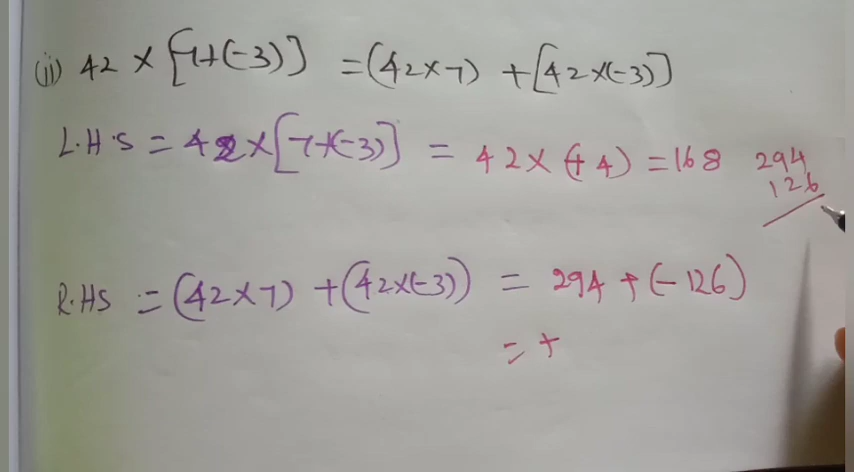 (ii) 42 × [7+(-3)] = (42×7) + [42×(-3)]
L.H.S = 42×[7+(-3)] = 42×(+4) = 168
294
126
R.HS = (42×7) + (42×(-3)) = 294 + (-126)
= +